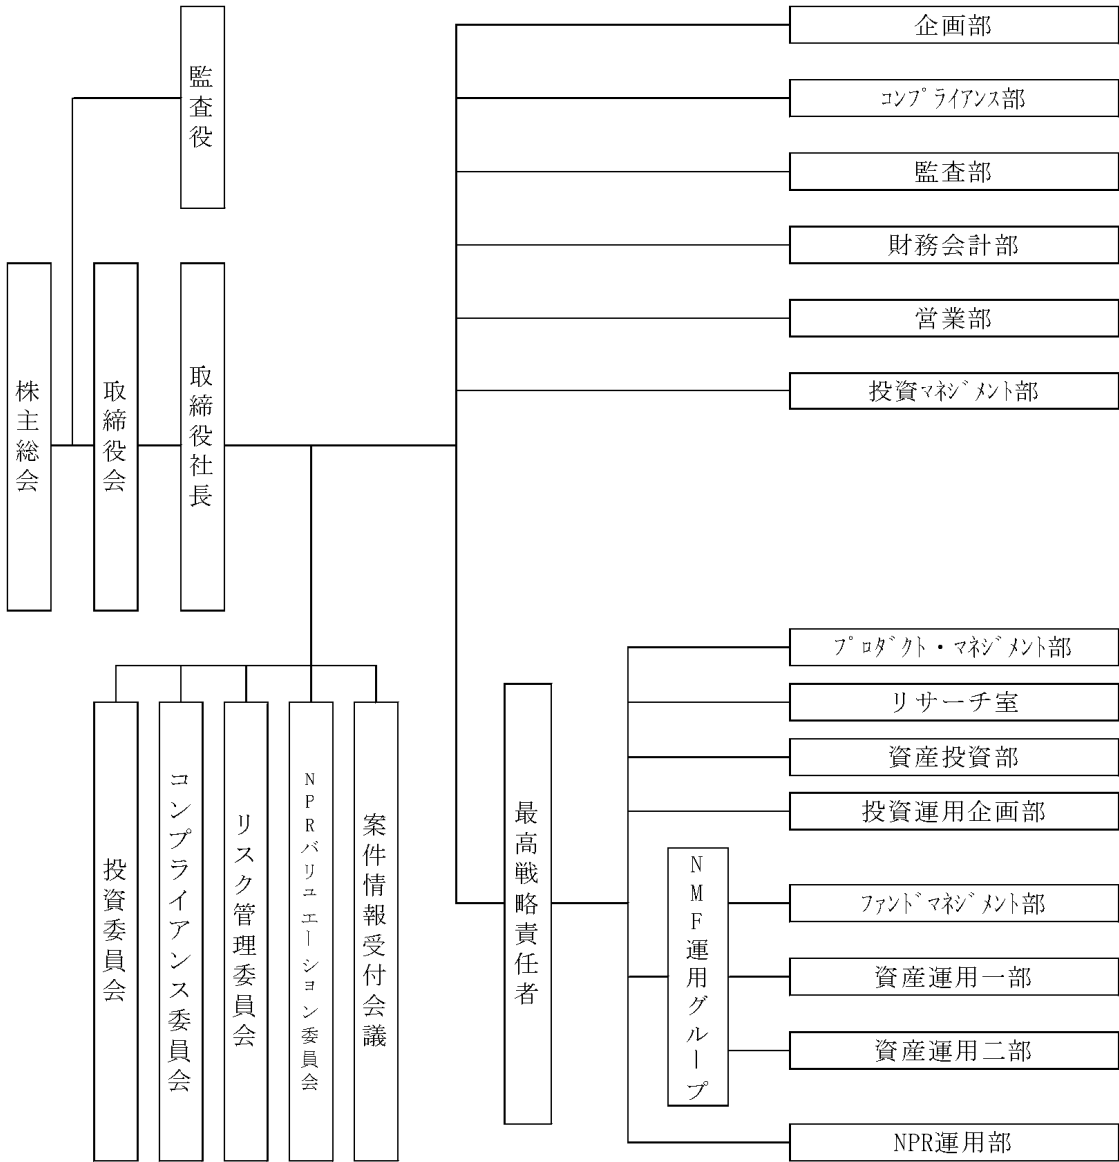 株主総会
監査役
取締役会
取締役社長
投資委員会
コンプライアンス委員会
リスク管理委員会
NPRバリュエーション委員会
案件情報受付会議
企画部
コンプライアンス部
監査部
財務会計部
営業部
投資マネジメント部
最高戦略責任者
プロダクト・マネジメント部
リサーチ室
資産投資部
投資運用企画部
NMF運用グループ
ファンドマネジメント部
資産運用一部
資産運用二部
NPR運用部